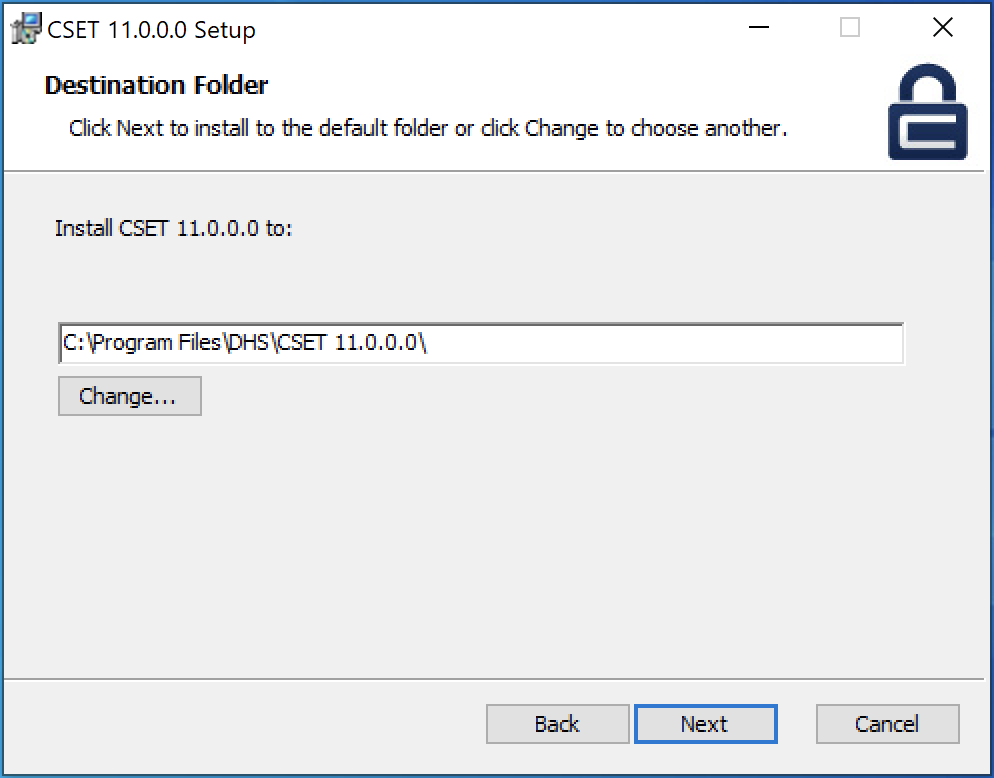 CSET 11.0.0.0 Setup
Destination Folder
Click Next to install to the default folder or click Change to choose another.
Install CSET 11.0.0.0 to:
C:\Program Files\DHS\CSET 11.0.0.0\
Change...
Back Next Cancel